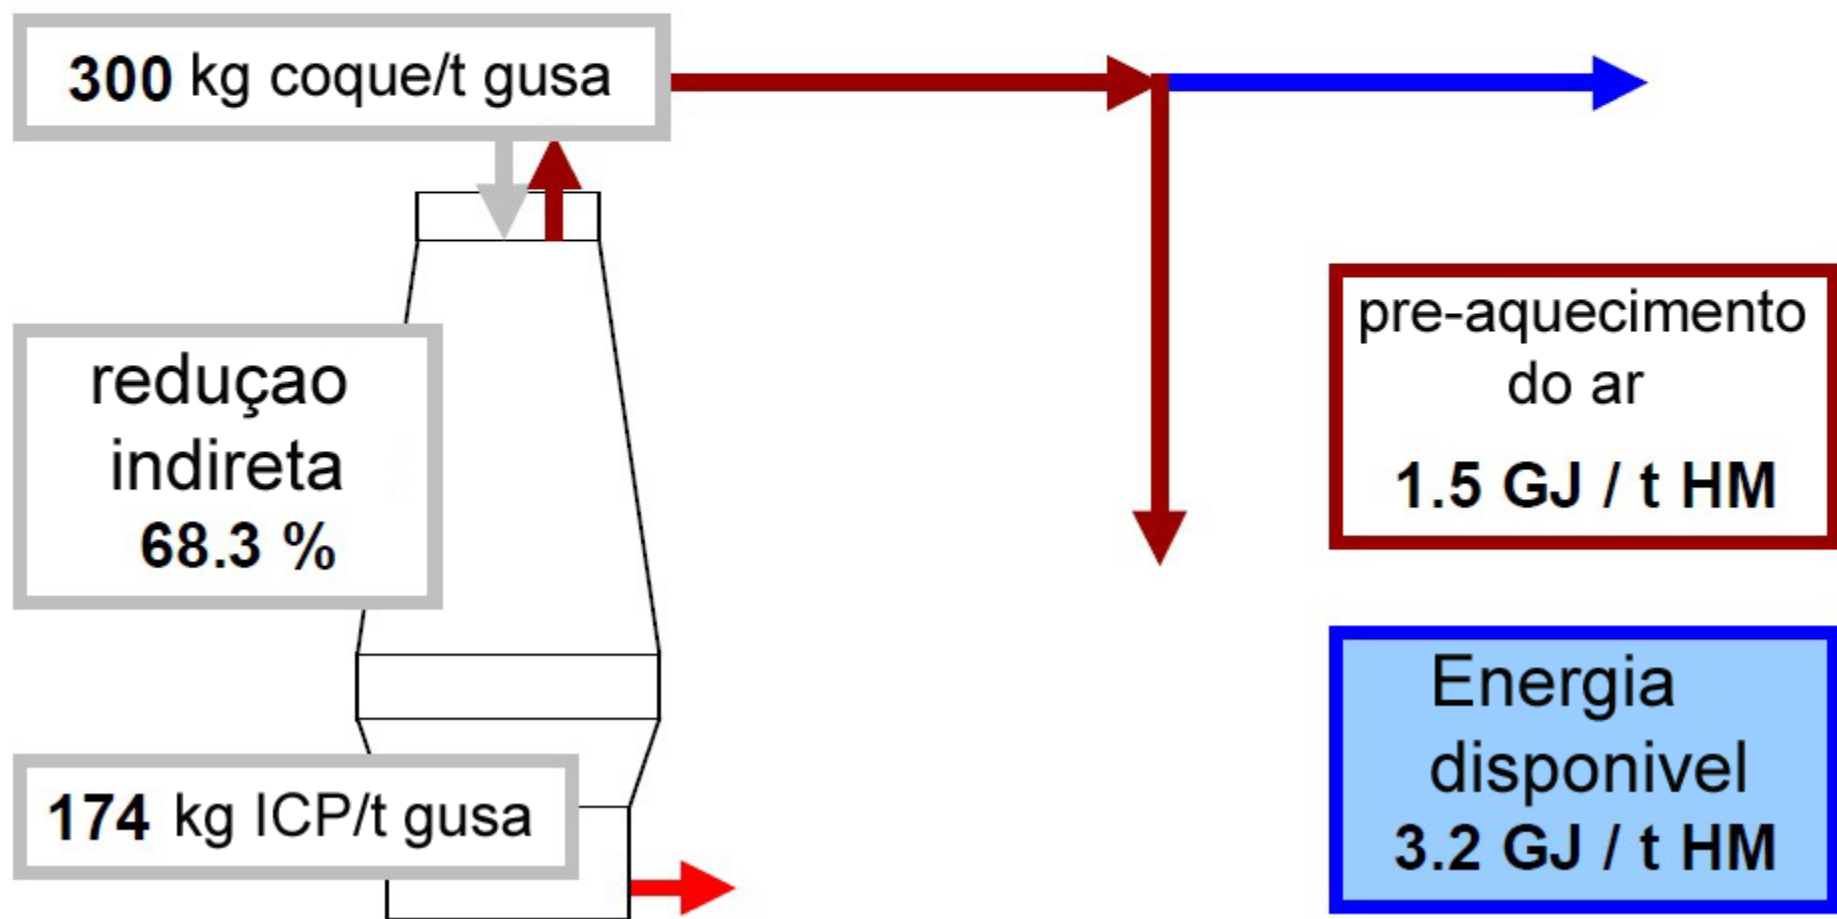 300 kg coque/t gusa
reduçao
indireta
68.3 %
174 kg ICP/t gusa
pre-aquecimento
do ar
1.5 GJ / t HM
Energia
disponivel
3.2 GJ / t HM